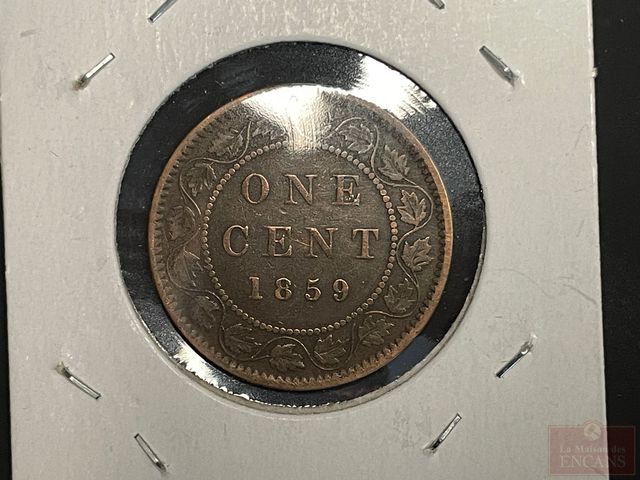 ONE
CENT
1859
La Maison des
ENCANS